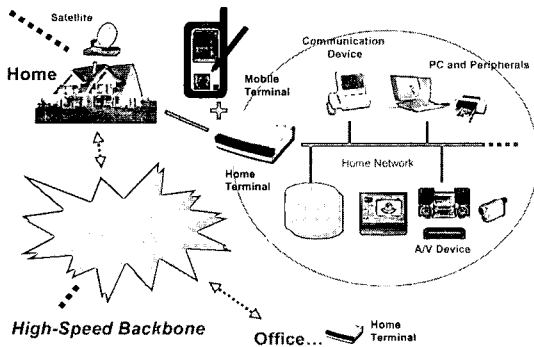 Satellite
Home
Mobile
Terminal
Communication
Device
PC and Peripherals
Home
Terminal
Home Network
A/V Device
High-Speed Backbone
Office...
Home
Terminal